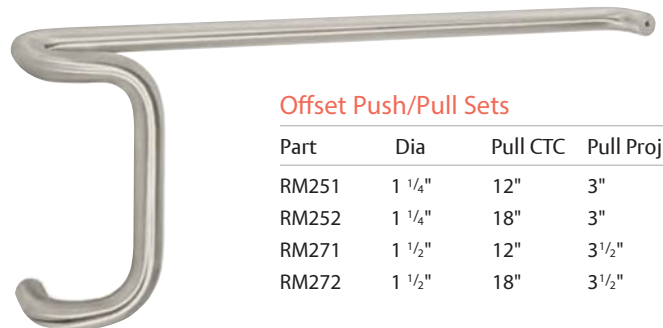 Offset Push/Pull Sets
Part Dia Pull CTC Pull Proj
RM251 1 1/4" 12" 3"
RM252 1 1/4" 18" 3"
RM271 1 1/2" 12" 3 1/2"
RM272 1 1/2" 18" 3 1/2"